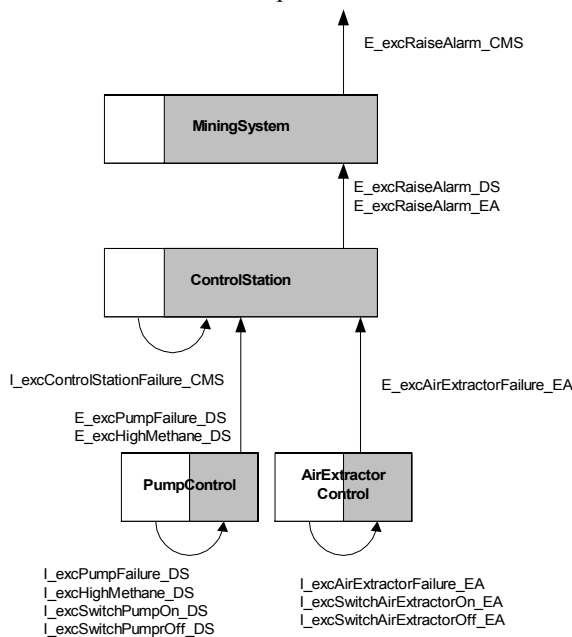 E_excRaiseAlarm_CMS
MiningSystem
E_excRaiseAlarm_DS
E_excRaiseAlarm_EA
ControlStation
I_excControlStationFailure_CMS
E_excAirExtractorFailure_EA
E_excPumpFailure_DS
E_excHighMethane_DS
PumpControl
AirExtractor
Control
I_excPumpFailure_DS
I_excHighMethane_DS
I_excSwitchPumpOn_DS
I_excSwitchPumprOff_DS
I_excAirExtractorFailure_EA
I_excSwitchAirExtractorOn_EA
I_excSwitchAirExtractorOff_EA